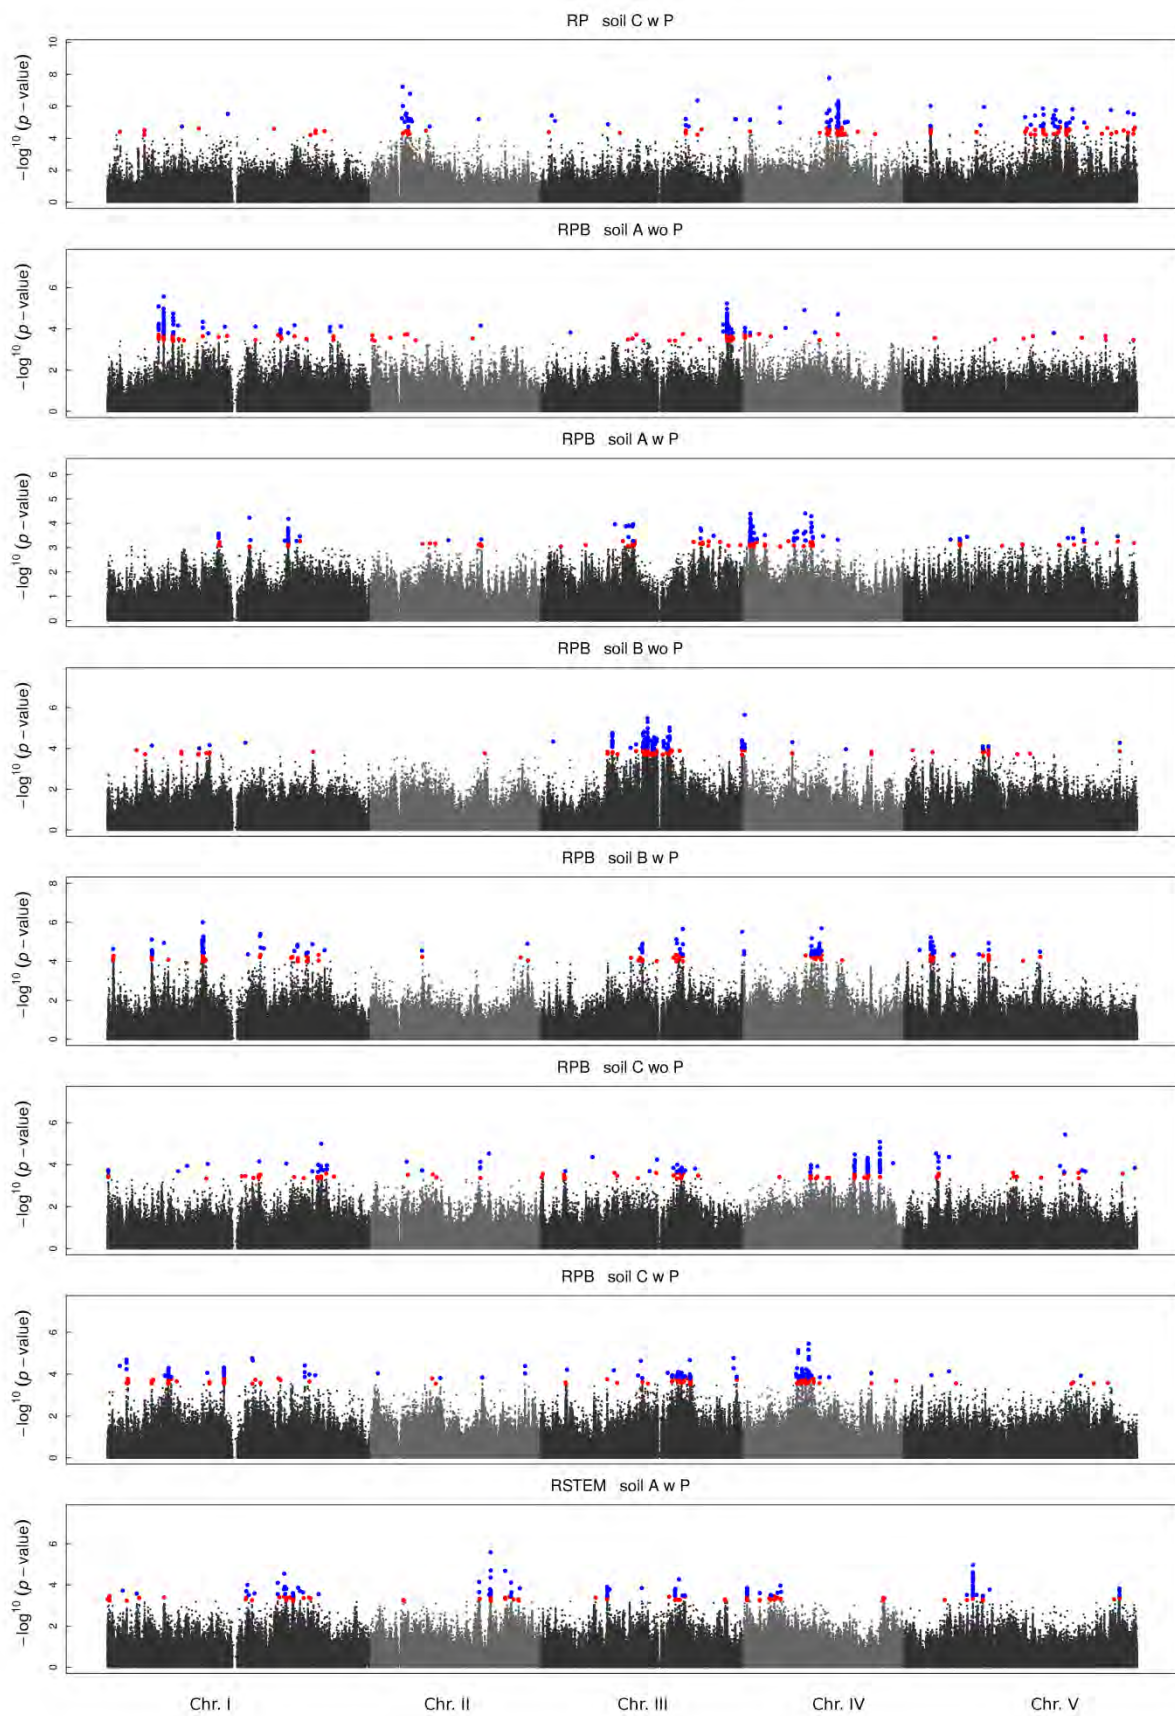 RP soil C w P
−log10 (p−value)
10
8
6
4
2
0
RPB soil A wo P
−log10 (p−value)
6
4
2
0
RPB soil A w P
−log10 (p−value)
6
5
4
3
2
1
0
RPB soil B wo P
−log10 (p−value)
6
4
2
0
RPB soil B w P
−log10 (p−value)
8
6
4
2
0
RPB soil C wo P
−log10 (p−value)
6
4
2
0
RPB soil C w P
−log10 (p−value)
6
4
2
0
RSTEM soil A w P
−log10 (p−value)
6
4
2
0
Chr. I Chr. II Chr. III Chr. IV Chr. V